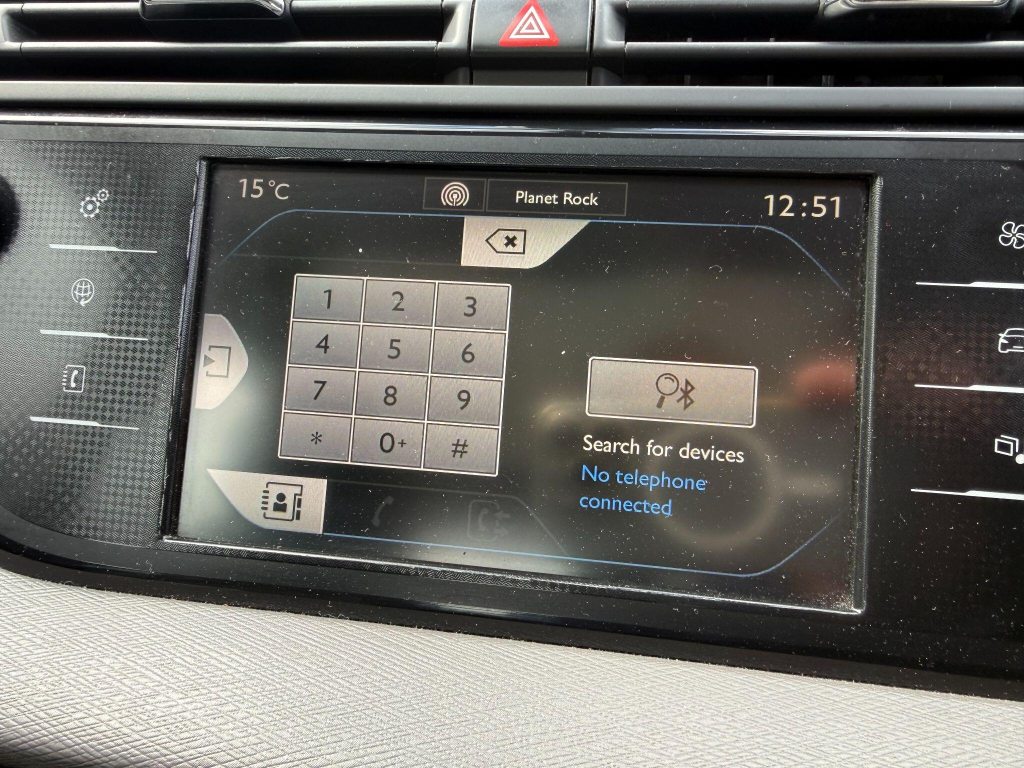 15°C
Planet Rock
12:51
1 2 3
4 5 6
7 8 9
* 0+ #
Search for devices
No telephone
connected